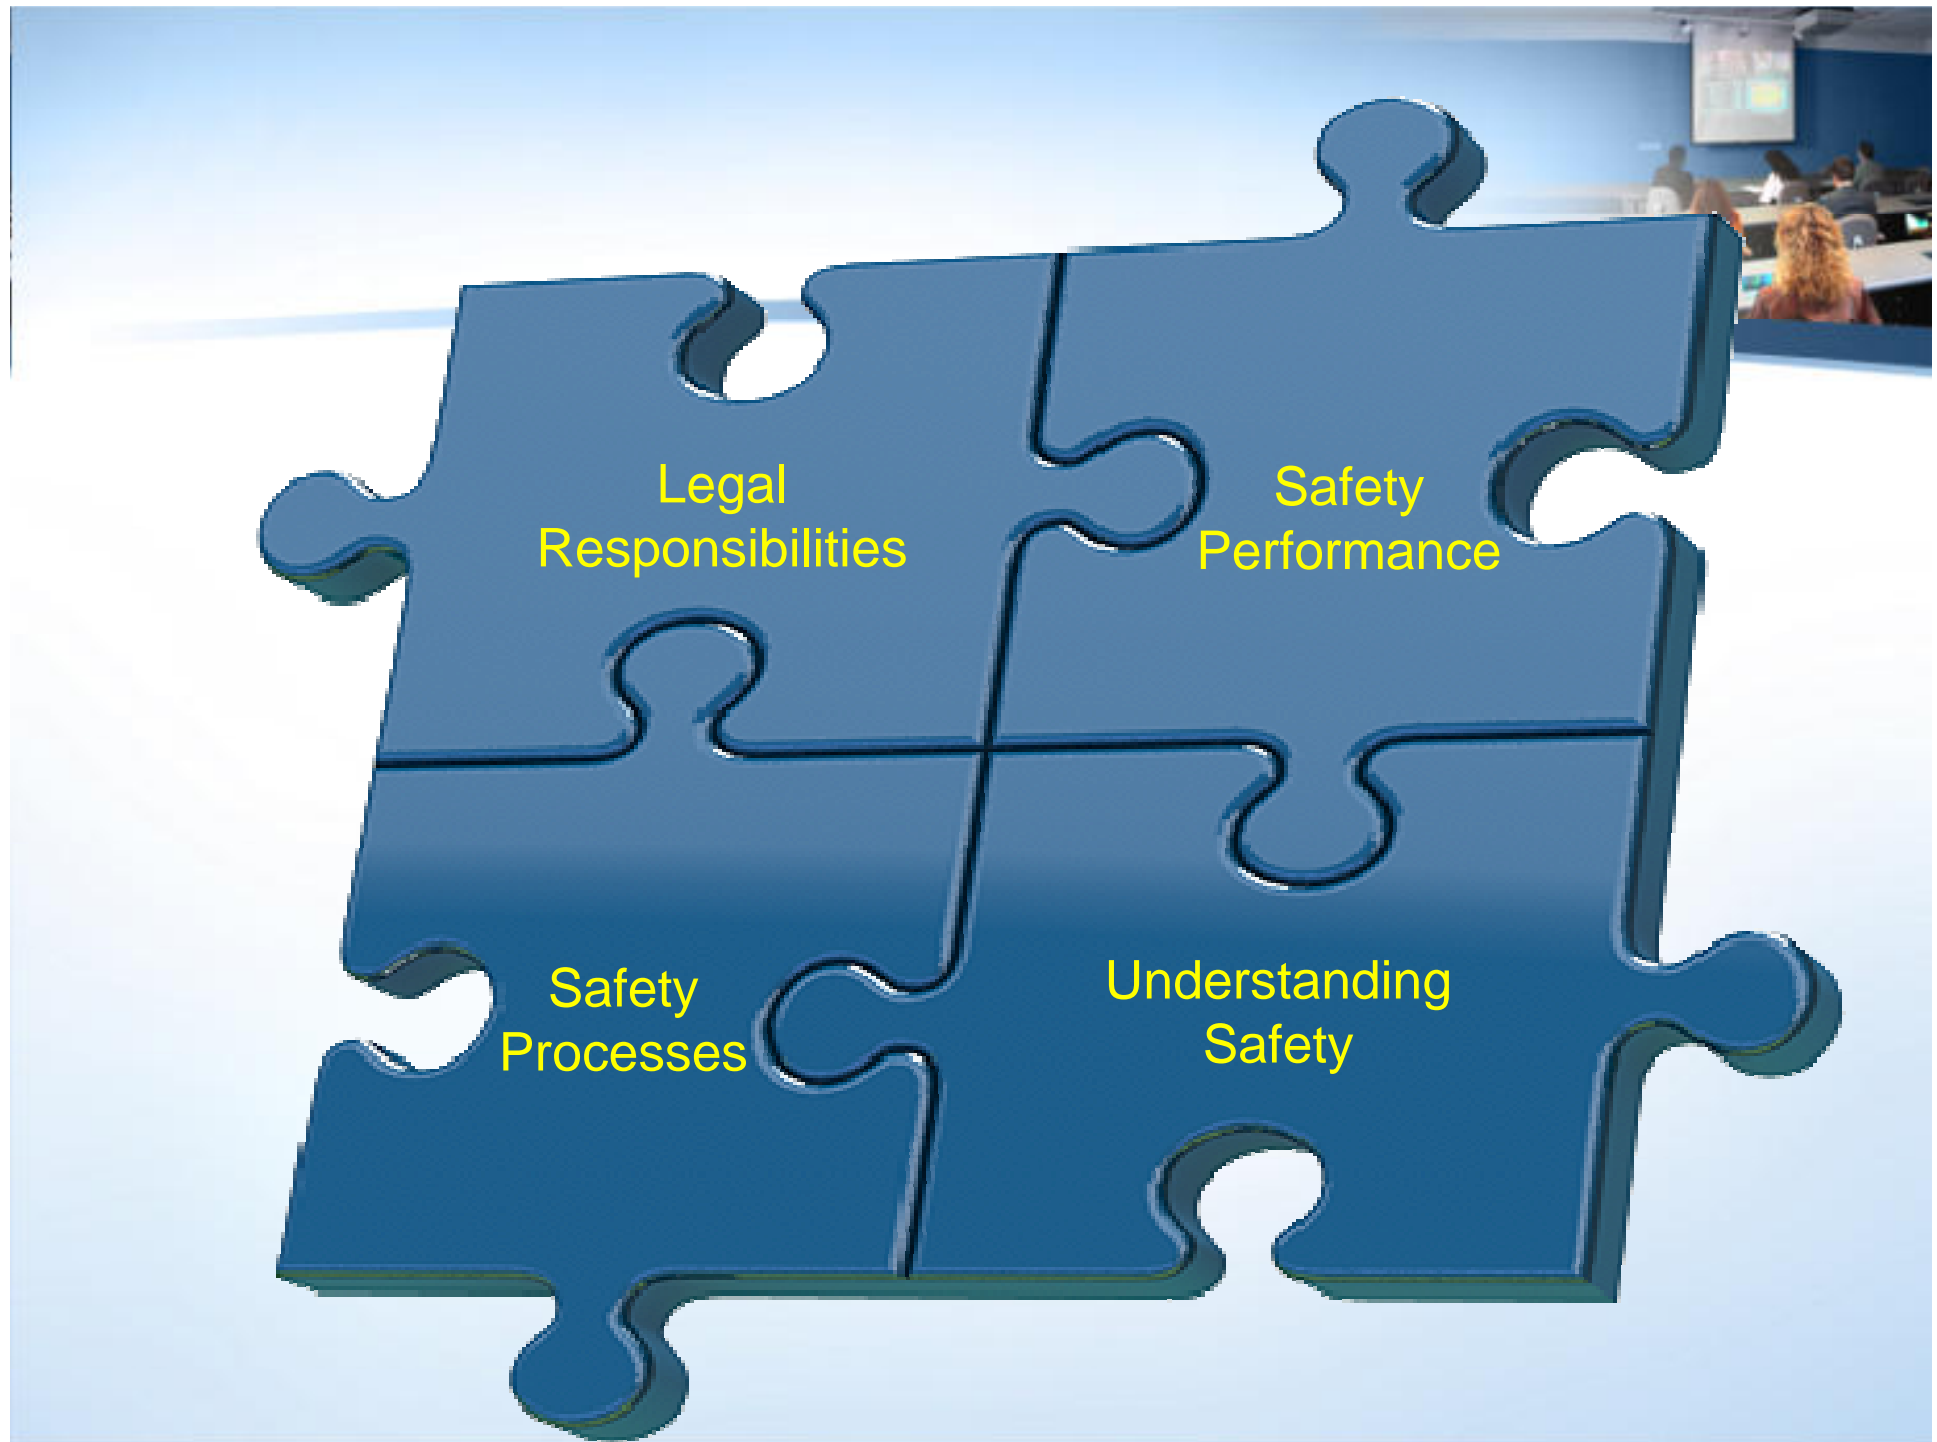 Legal
Responsibilities
Safety
Performance
Safety
Processes
Understanding
Safety